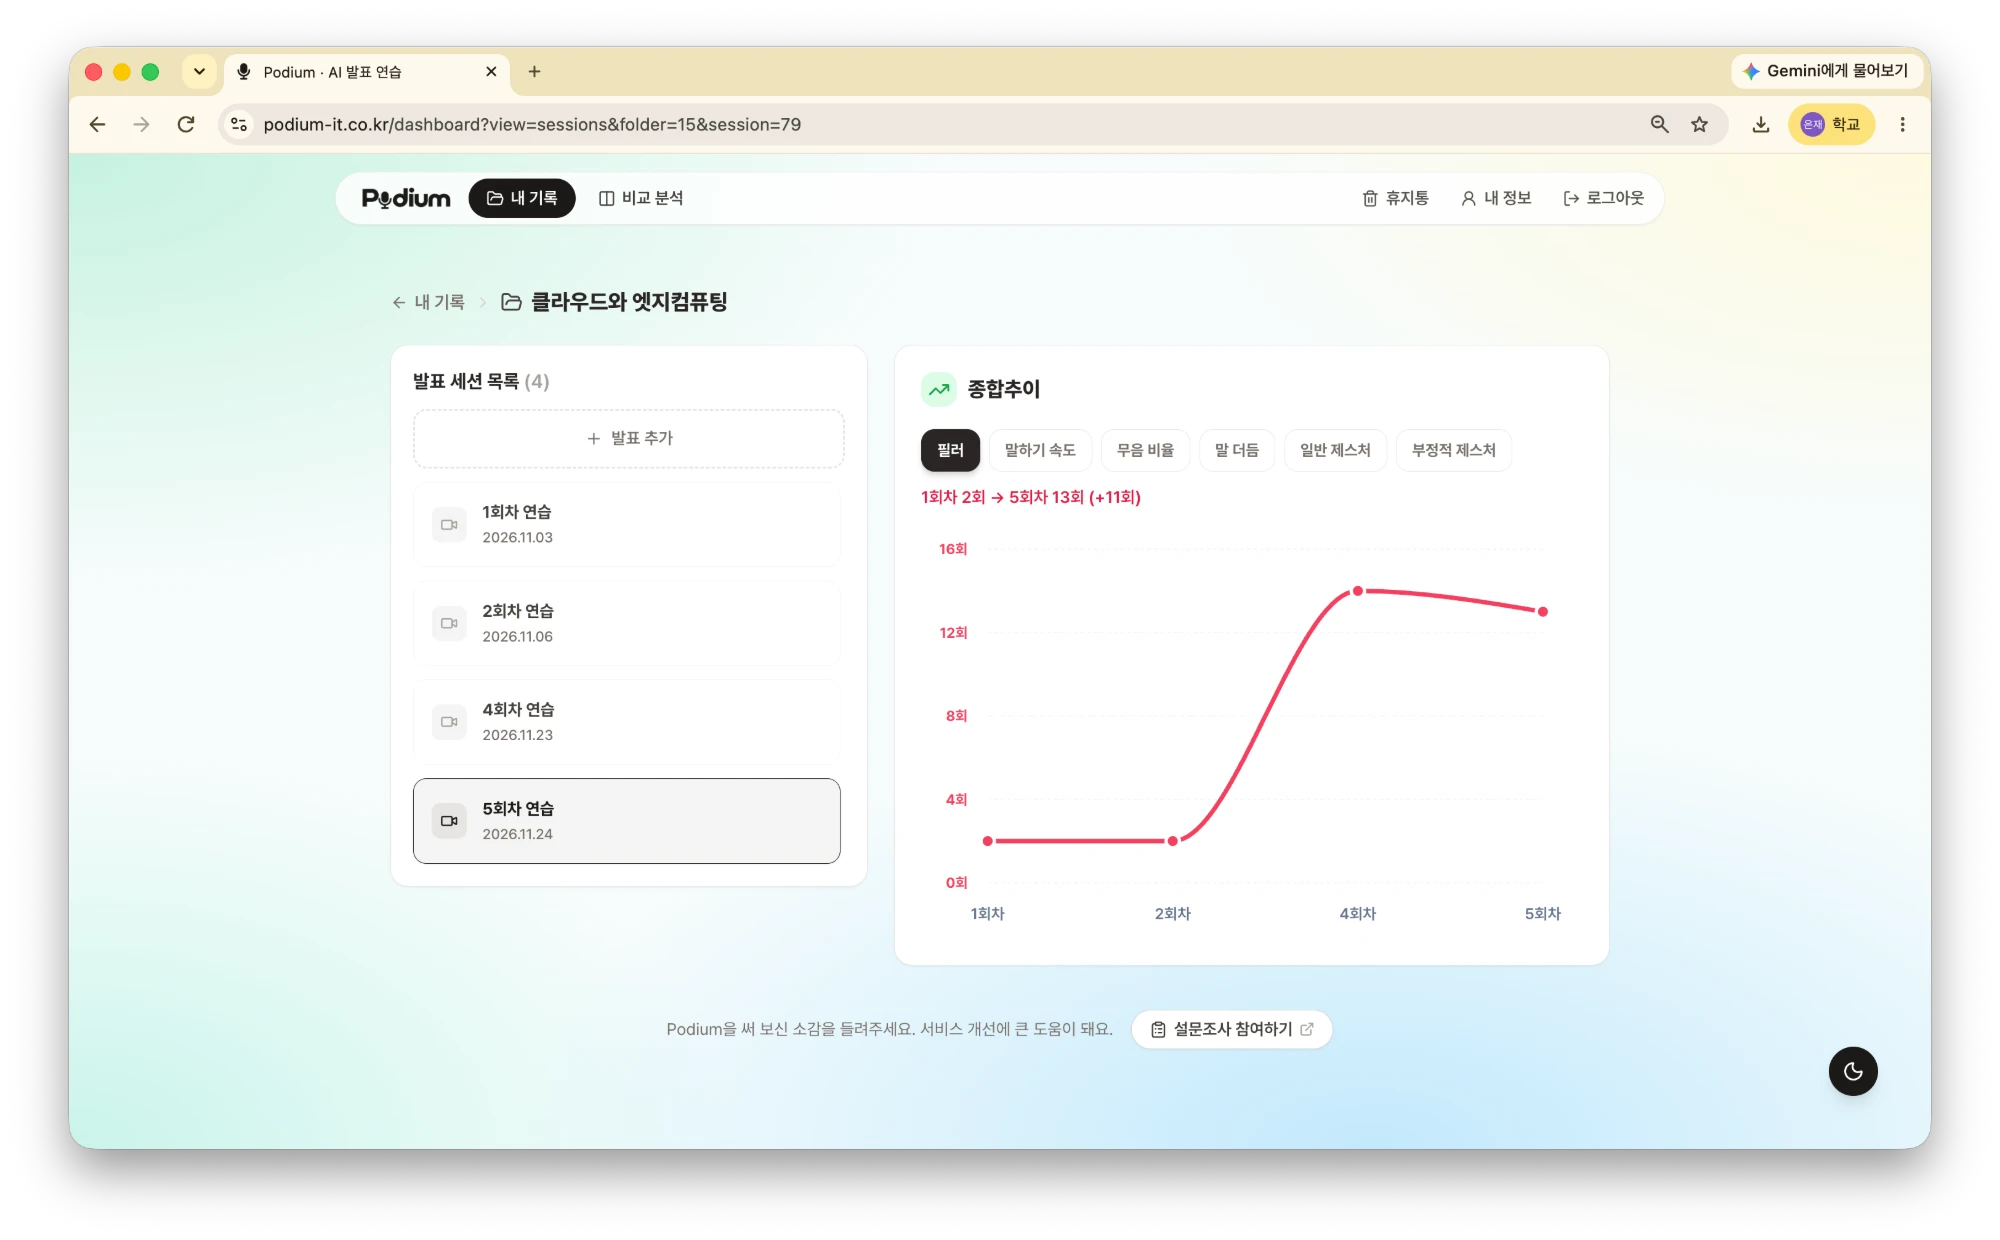 Podium · AI 발표 연습
Gemini에게 물어보기
podium-it.co.kr/dashboard?view=sessions&folder=15&session=79
은재 학교
Podium
내 기록
비교 분석
휴지통
내 정보
로그아웃
내 기록
클라우드와 엣지컴퓨팅
발표 세션 목록 (4)
발표 추가
1회차 연습
2026.11.03
2회차 연습
2026.11.06
4회차 연습
2026.11.23
5회차 연습
2026.11.24
종합추이
필러
말하기 속도
무음 비율
말 더듬
일반 제스처
부정적 제스처
1회차 2회 → 5회차 13회 (+11회)
16회
12회
8회
4회
0회
1회차
2회차
4회차
5회차
Podium을 써 보신 소감을 들려주세요. 서비스 개선에 큰 도움이 돼요.
설문조사 참여하기